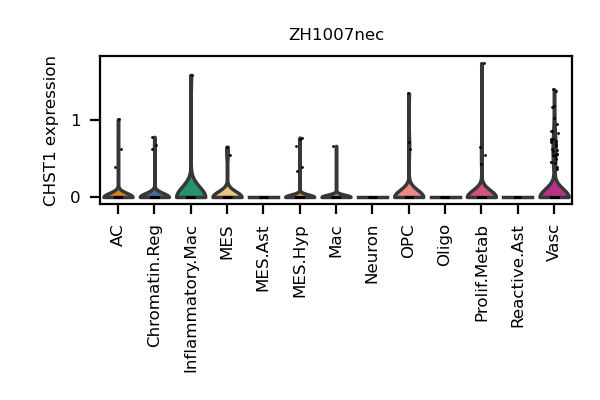 ZH1007nec
CHST1 expression
1
0
AC
Chromatin.Reg
Inflammatory.Mac
MES
MES.Ast
MES.Hyp
Mac
Neuron
OPC
Oligo
Prolif.Metab
Reactive.Ast
Vasc